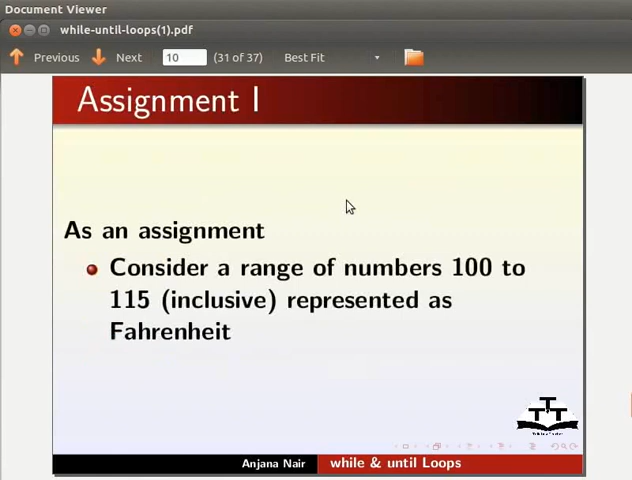 Document Viewer
while-until-loops(1).pdf
Previous Next 10 (31 of 37) Best Fit
Assignment I
As an assignment
Consider a range of numbers 100 to
115 (inclusive) represented as
Fahrenheit
TTT
Anjana Nair while & until Loops